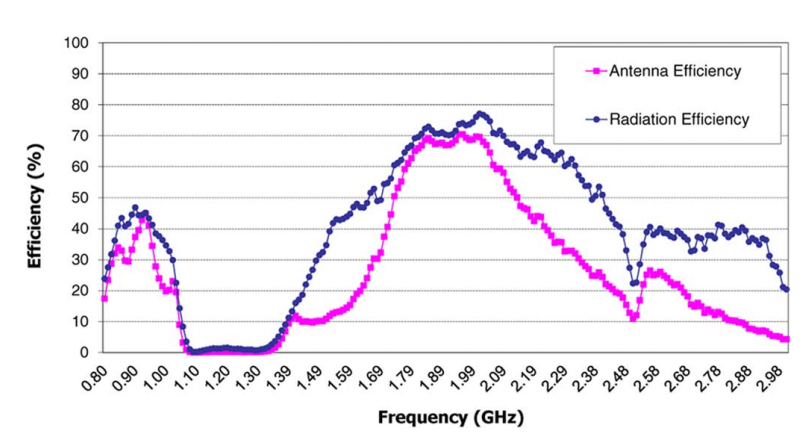 100
90
80
70
60
50
40
30
20
10
0
Efficiency (%)
Antenna Efficiency
Radiation Efficiency
0.80 0.90 1.00 1.10 1.20 1.30 1.39 1.49 1.59 1.69 1.79 1.89 1.99 2.09 2.19 2.29 2.38 2.48 2.58 2.68 2.78 2.88 2.98
Frequency (GHz)